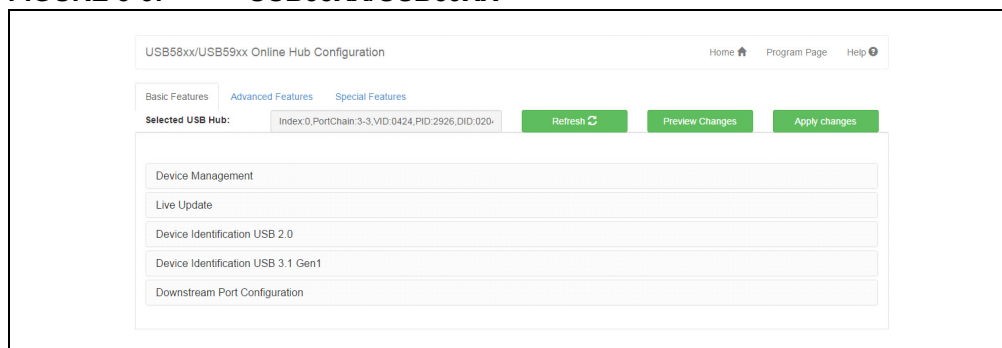 USB58xx/USB59xx Online Hub Configuration Home Program Page Help
Basic Features Advanced Features Special Features
Selected USB Hub: Index:0,PortChain:3-3,VID:0424,PID:2926,DID:020 Refresh Preview Changes Apply changes
Device Management
Live Update
Device Identification USB 2.0
Device Identification USB 3.1 Gen1
Downstream Port Configuration